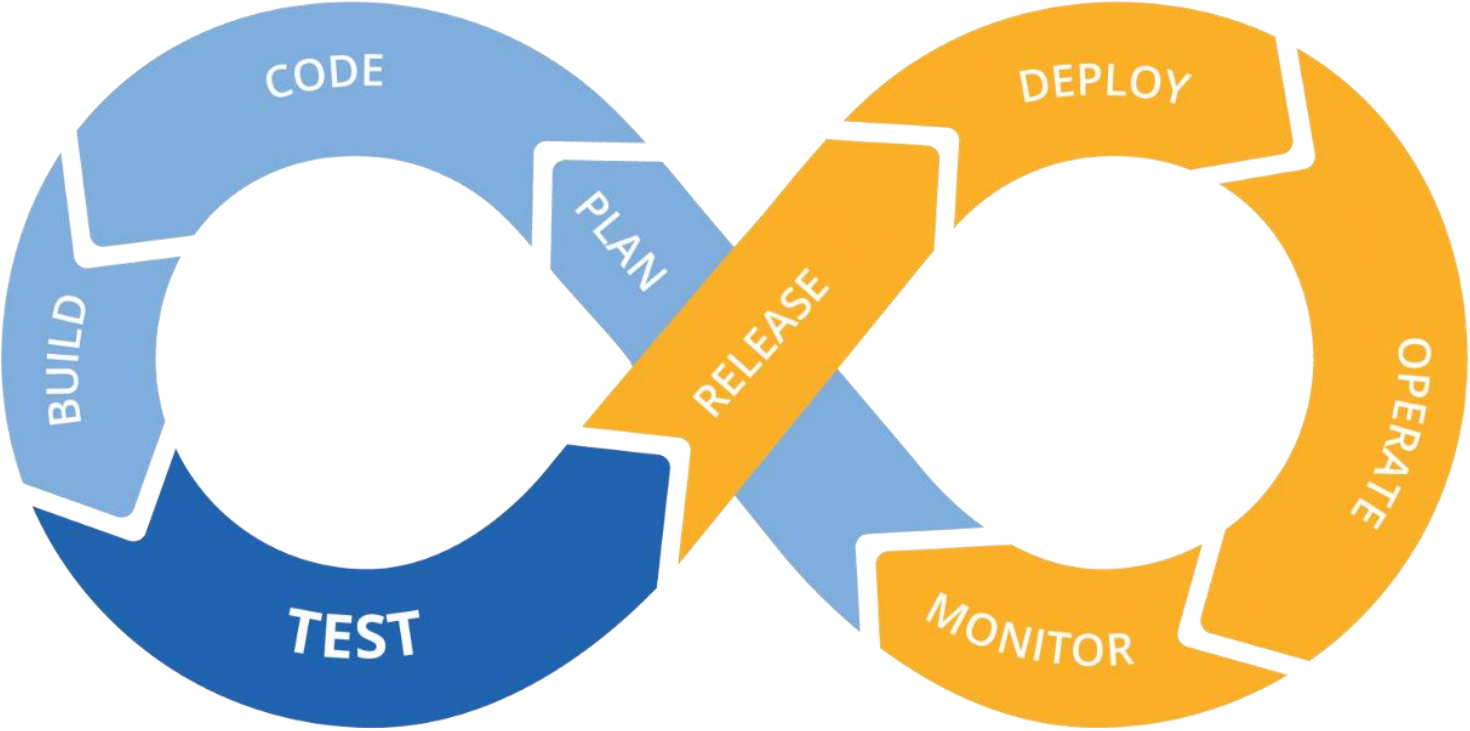 PLAN
CODE
BUILD
TEST
RELEASE
DEPLOY
OPERATE
MONITOR